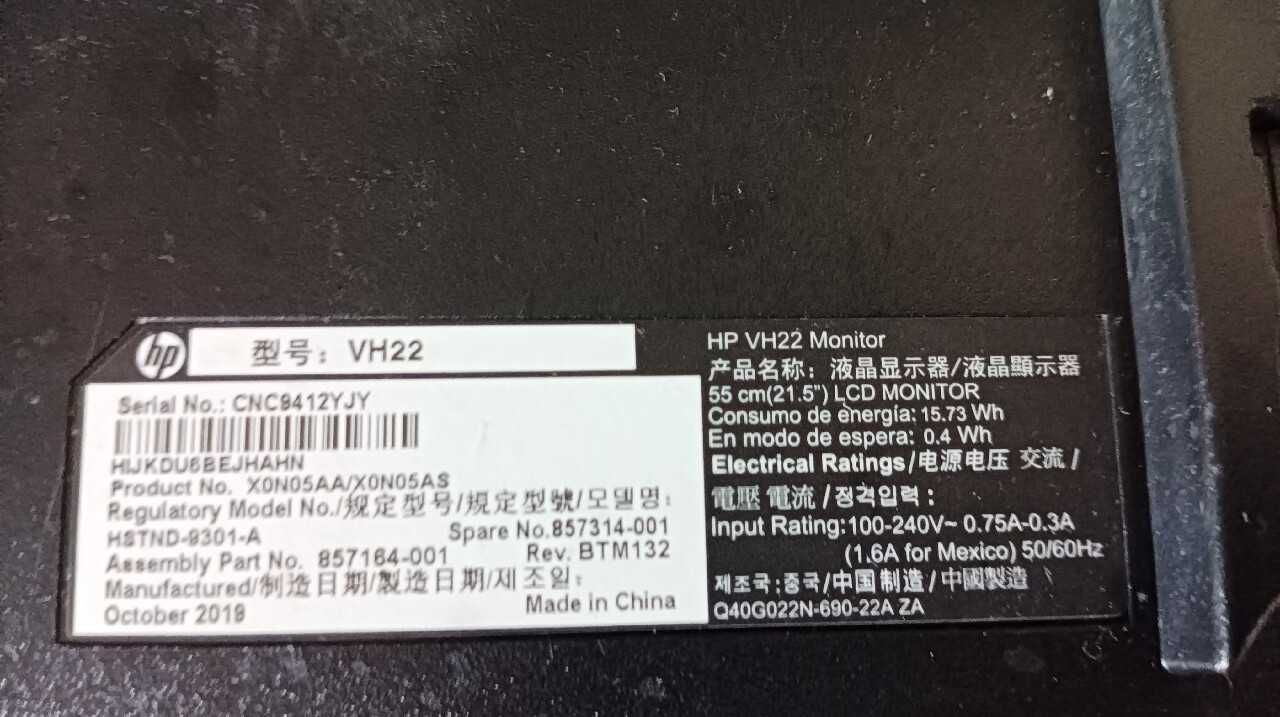 hp
型号：VH22
Serial No.: CNC9412YJY
HIJKDU6BEJHAHN
Product No. X0N05AA/X0N05AS
Regulatory Model No./规定型号/規定型號/모델명:
HSTND-9301-A
Spare No.857314-001
Assembly Part No. 857164-001
Rev. BTM132
Manufactured/制造日期/製造日期/제조일:
October 2019
Made in China
HP VH22 Monitor
产品名称：液晶显示器/液晶顯示器
55 cm(21.5") LCD MONITOR
Consumo de energía: 15.73 Wh
En modo de espera: 0.4 Wh
Electrical Ratings/电源电压 交流/
電壓 電流/정격입력:
Input Rating:100-240V~ 0.75A-0.3A
(1.6A for Mexico) 50/60Hz
제조국:중국/中国制造/中國製造
Q40G022N-690-22A ZA